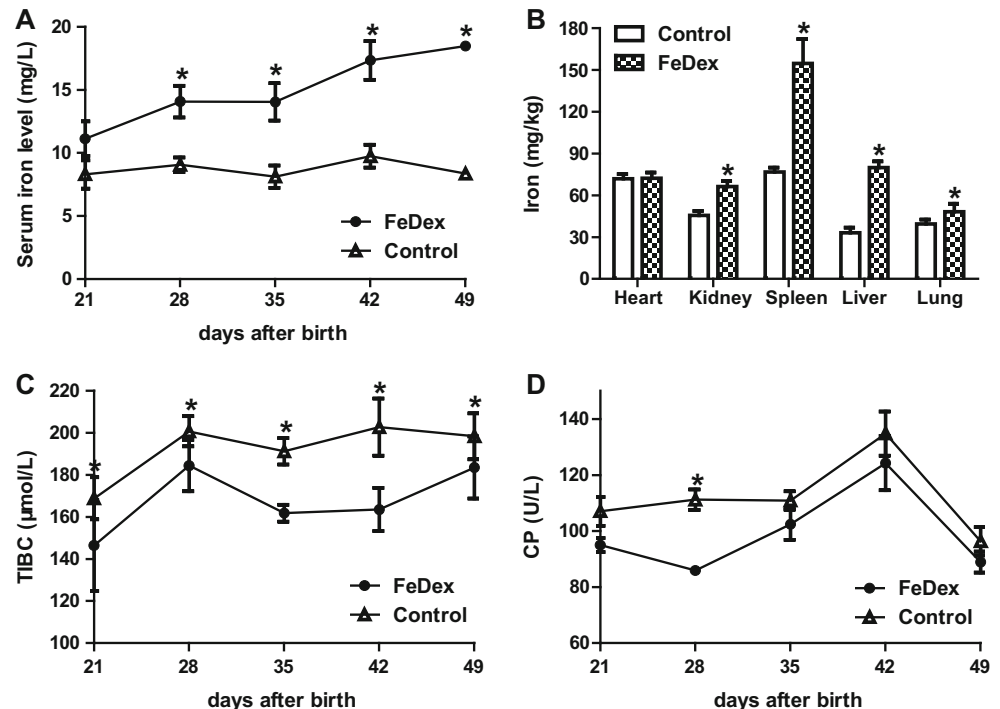 A
Serum iron level (mg/L)
20
15
10
5
0
* * * *
FeDex
Control
21 28 35 42 49
days after birth
B
Iron (mg/kg)
180
150
120
90
60
30
0
Control
FeDex
* * * *
Heart Kidney Spleen Liver Lung
C
TIBC (µmol/L)
220
200
180
160
140
120
100
* * * * *
FeDex
Control
21 28 35 42 49
days after birth
D
CP (U/L)
140
120
100
80
60
*
FeDex
Control
21 28 35 42 49
days after birth